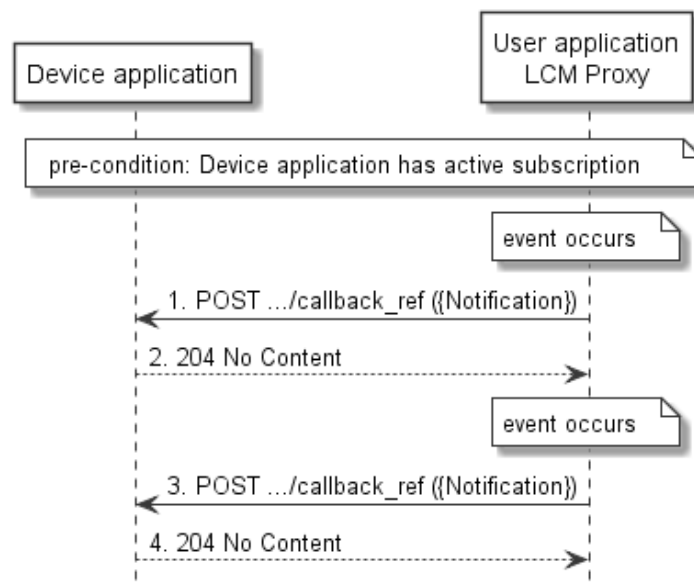 Device application
User application
LCM Proxy
pre-condition: Device application has active subscription
event occurs
1. POST .../callback_ref ({Notification})
2. 204 No Content
event occurs
3. POST .../callback_ref ({Notification})
4. 204 No Content